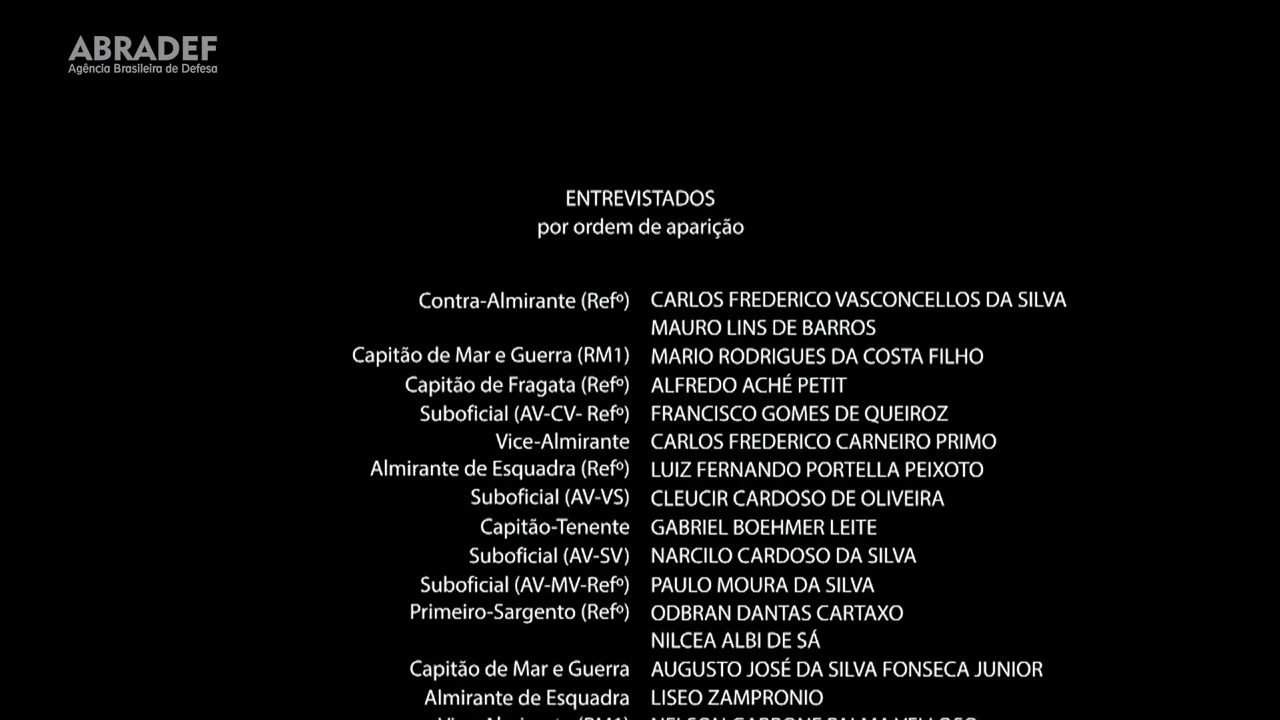 ABRADEF
Agência Brasileira de Defesa
ENTREVISTADOS
por ordem de aparição
Contra-Almirante (Refº) CARLOS FREDERICO VASCONCELLOS DA SILVA
MAURO LINS DE BARROS
Capitão de Mar e Guerra (RM1) MARIO RODRIGUES DA COSTA FILHO
Capitão de Fragata (Refº) ALFREDO ACHÉ PETIT
Suboficial (AV-CV- Refº) FRANCISCO GOMES DE QUEIROZ
Vice-Almirante CARLOS FREDERICO CARNEIRO PRIMO
Almirante de Esquadra (Refº) LUIZ FERNANDO PORTELLA PEIXOTO
Suboficial (AV-VS) CLEUCIR CARDOSO DE OLIVEIRA
Capitão-Tenente GABRIEL BOEHMER LEITE
Suboficial (AV-SV) NARCILO CARDOSO DA SILVA
Suboficial (AV-MV-Refº) PAULO MOURA DA SILVA
Primeiro-Sargento (Refº) ODBRAN DANTAS CARTAXO
NILCEA ALBI DE SÁ
Capitão de Mar e Guerra AUGUSTO JOSÉ DA SILVA FONSECA JUNIOR
Almirante de Esquadra LISEO ZAMPRONIO